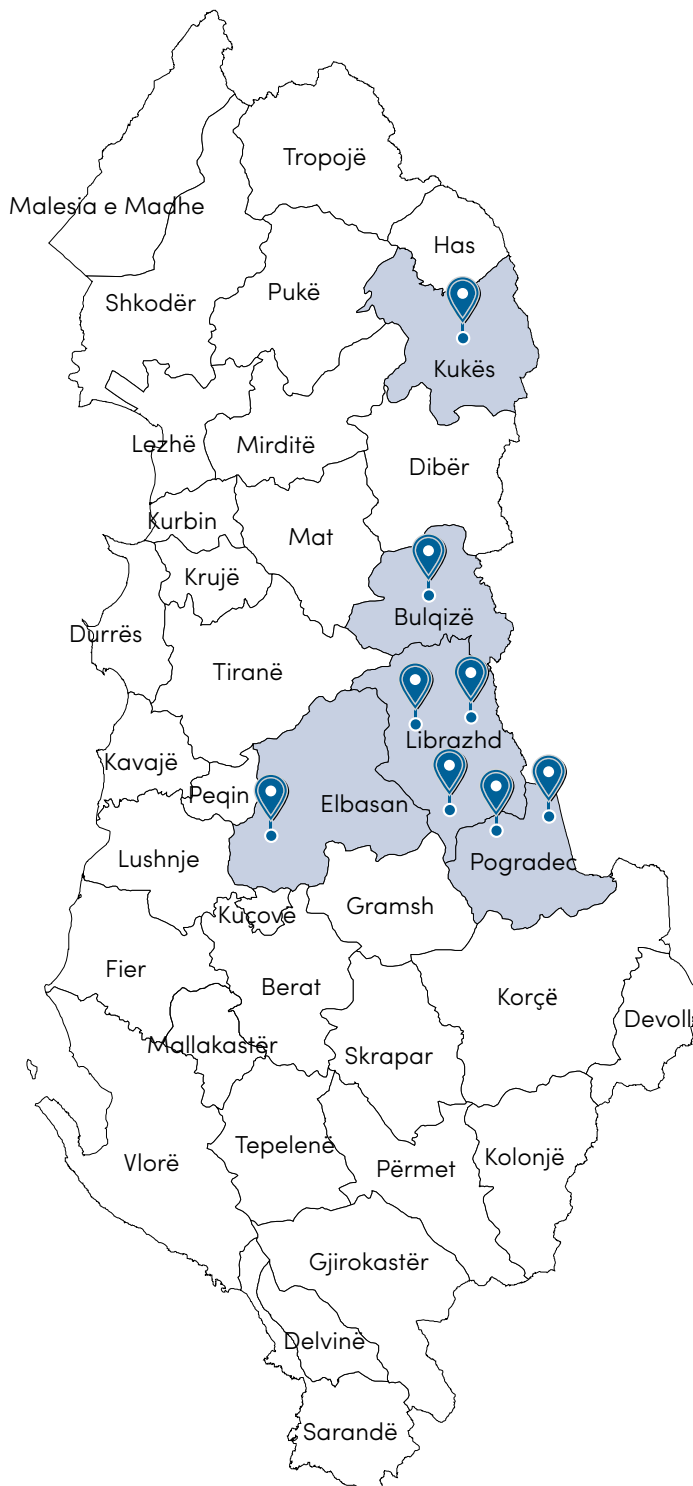 Tropojë
Malesia e Madhe
Has
Pukë
Shkodër
Kukës
Lezhë
Mirditë
Dibër
Kurbin
Mat
Krujë
Bulqizë
Durrës
Tiranë
Librazhd
Kavajë
Peqin
Elbasan
Lushnje
Pogradec
Gramsh
Kuçovë
Fier
Berat
Korçë
Devoll
Mallakastër
Skrapar
Tepelenë
Vlorë
Përmet
Kolonjë
Gjirokastër
Delvinë
Sarandë